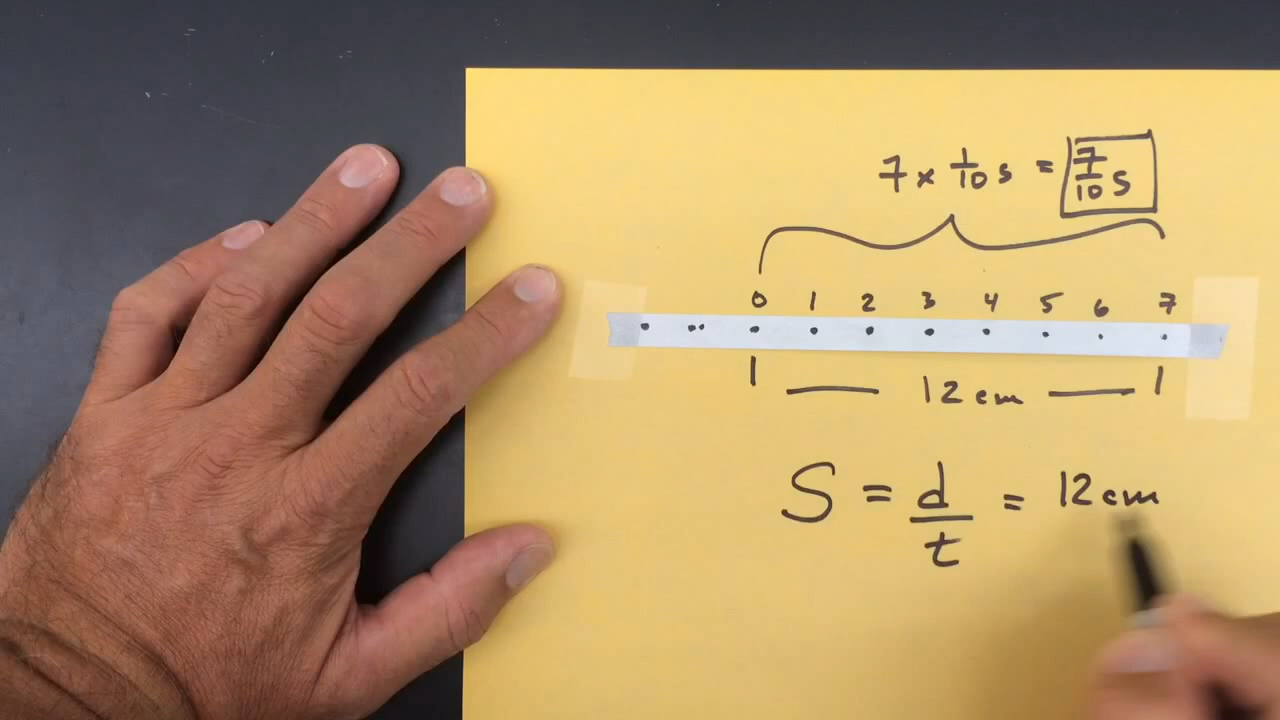 7 x 1/10 s = 7/10 s
0 1 2 3 4 5 6 7
12 cm
S = d/t = 12 cm